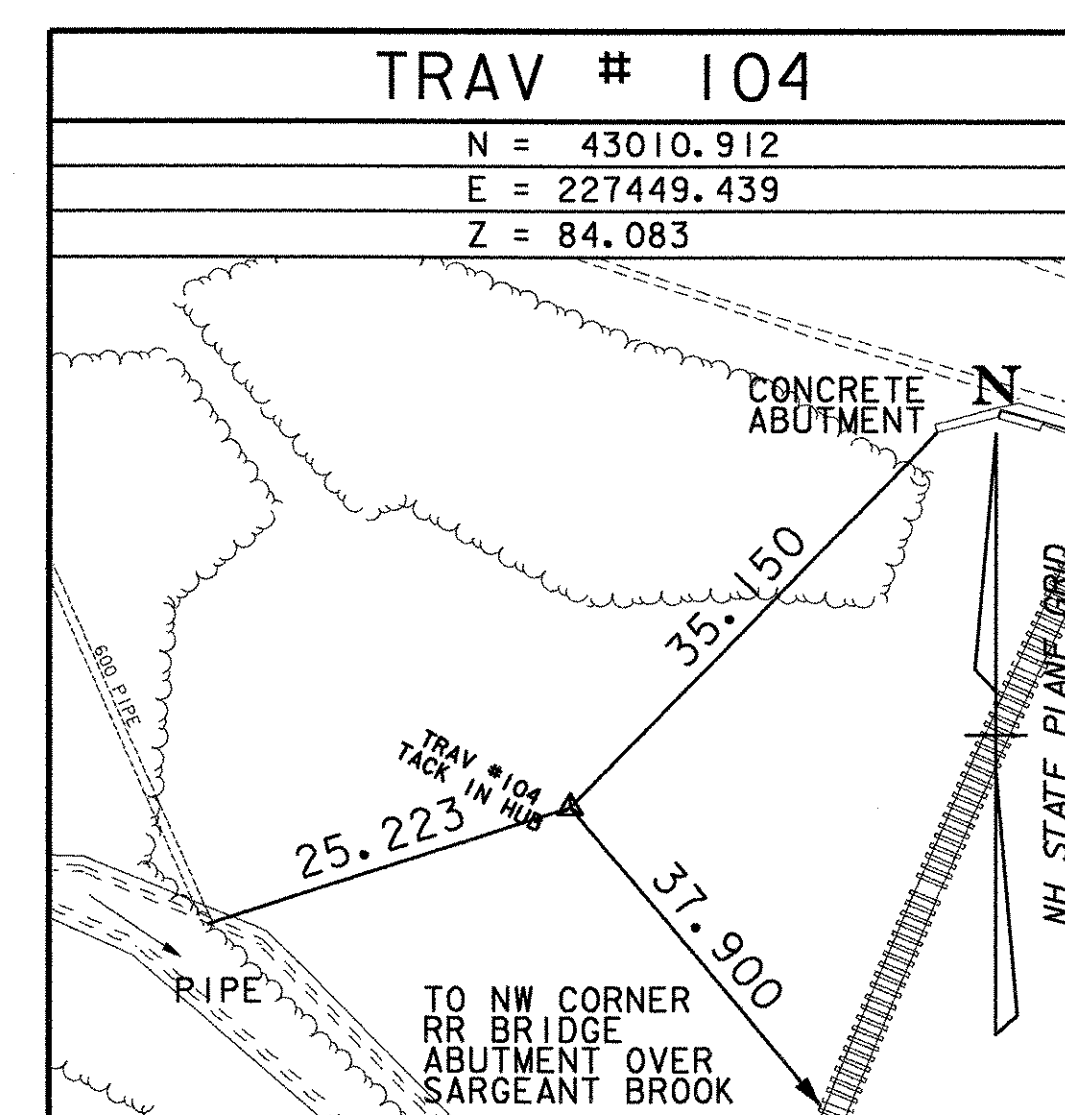 TRAV # 104
N = 43010.912
E = 227449.439
Z = 84.083
CONCRETE
ABUTMENT
N
35.150
NH STATE PLANE GRID
600 PIPE
TRAV #104
TACK IN HUB
25.223
37.900
PIPE
TO NW CORNER
RR BRIDGE
ABUTMENT OVER
SARGEANT BROOK